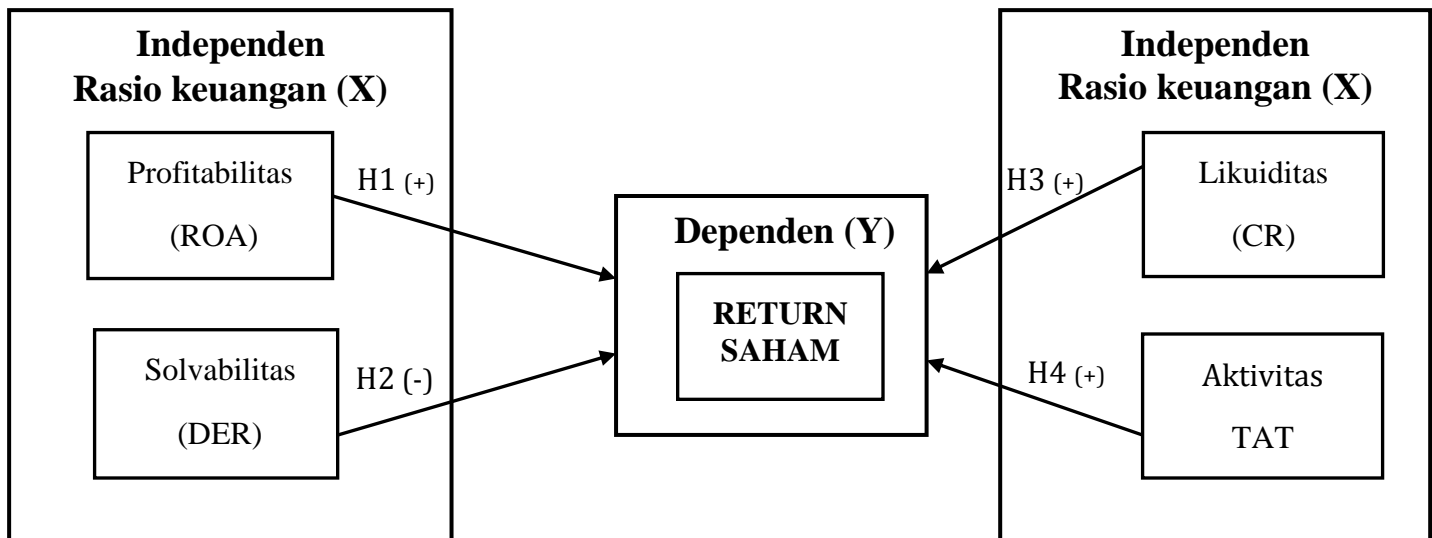 Independen
Rasio keuangan (X)
Profitabilitas
(ROA)
H1 (+)
Solvabilitas
(DER)
H2 (-)
Dependen (Y)
RETURN
SAHAM
Independen
Rasio keuangan (X)
H3 (+)
Likuiditas
(CR)
H4 (+)
Aktivitas
TAT